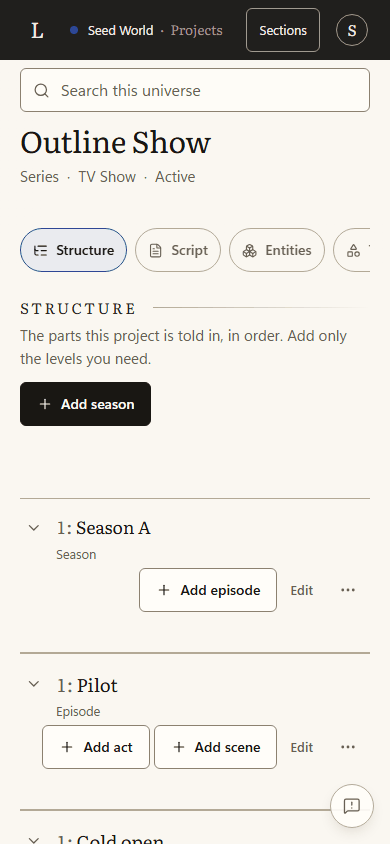 L
Seed World · Projects
Sections
S
Search this universe
Outline Show
Series · TV Show · Active
Structure
Script
Entities
STRUCTURE
The parts this project is told in, in order. Add only
the levels you need.
Add season
1: Season A
Season
Add episode
Edit
1: Pilot
Episode
Add act
Add scene
Edit
1: Cold open